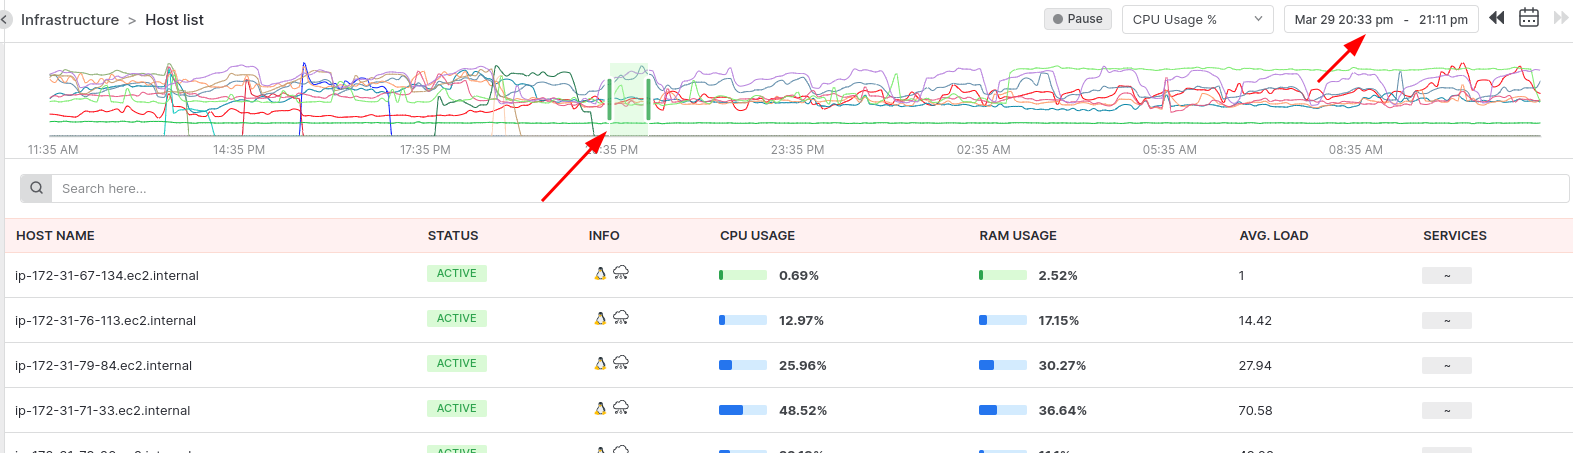 Infrastructure > Host list
Pause
CPU Usage %
Mar 29 20:33 pm - 21:11 pm
11:35 AM 14:35 PM 17:35 PM :35 PM 23:35 PM 02:35 AM 05:35 AM 08:35 AM
Search here...
HOST NAME STATUS INFO CPU USAGE RAM USAGE AVG. LOAD SERVICES
ip-172-31-67-134.ec2.internal ACTIVE 0.69% 2.52% 1 ~
ip-172-31-76-113.ec2.internal ACTIVE 12.97% 17.15% 14.42 ~
ip-172-31-79-84.ec2.internal ACTIVE 25.96% 30.27% 27.94 ~
ip-172-31-71-33.ec2.internal ACTIVE 48.52% 36.64% 70.58 ~
ACTIVE